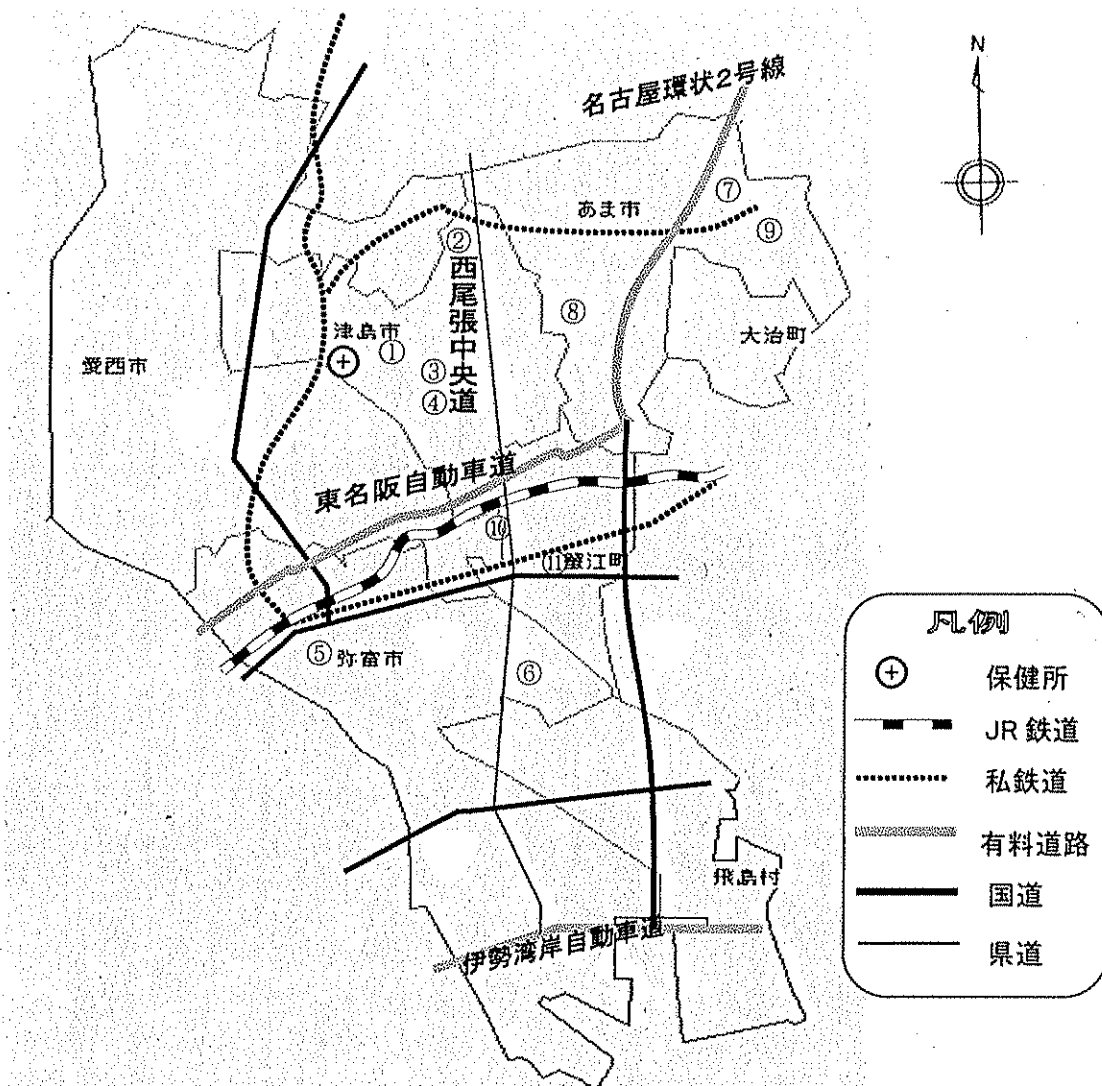 N
名古屋環状2号線
⑦
あま市
⑨
②
西尾張中央道
⑧
大治町
津島市
①
愛西市
③
④
東名阪自動車道
⑩
⑪蟹江町
⑤弥富市
⑥
飛島村
伊勢湾岸自動車道
凡例
保健所
JR鉄道
私鉄道
有料道路
国道
県道